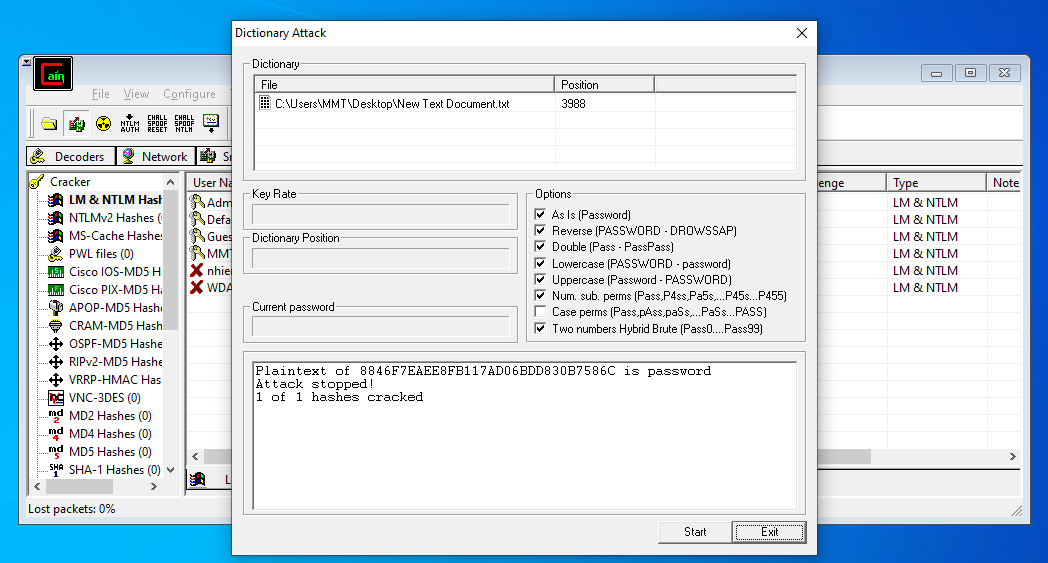 Dictionary Attack
Dictionary
File Position
C:\Users\MMT\Desktop\New Text Document.txt 3988
Key Rate
Dictionary Position
Current password
Options
As Is (Password)
Reverse (PASSWORD - DROWSSAP)
Double (Pass - PassPass)
Lowercase (PASSWORD - password)
Uppercase (Password - PASSWORD)
Num. sub. perms (Pass,P4ss,Pa5s,...P45s...P455)
Case perms (Pass,pAss,paSs,...PaSs...PASS)
Two numbers Hybrid Brute (Pass0....Pass99)
Plaintext of 8846F7EAEE8FB117AD06BDD830B7586C is password
Attack stopped!
1 of 1 hashes cracked
Start Exit
Cain
File View Configure
NTLM AUTH
CHALL SPOOF RESET
CHALL SPOOF NTLM
Decoders Network
Cracker
LM & NTLM Hash
NTLMv2 Hashes (
MS-Cache Hashes
PWL files (0)
Cisco IOS-MD5 H
Cisco PIX-MD5 Ha
APOP-MD5 Hashe
CRAM-MD5 Hashe
OSPF-MD5 Hashe
RIPv2-MD5 Hashe
VRRP-HMAC Has
VNC-3DES (0)
MD2 Hashes (0)
MD4 Hashes (0)
MD5 Hashes (0)
SHA-1 Hashes (0)
User Na
Adm
Defa
Gues
MMT
nhie
WDA
enge Type Note
LM & NTLM
LM & NTLM
LM & NTLM
LM & NTLM
LM & NTLM
LM & NTLM
Lost packets: 0%